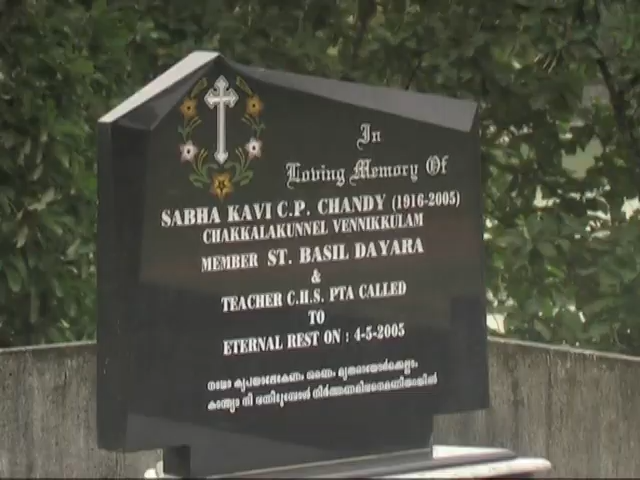 In
Loving Memory Of
SABHA KAVI C.P. CHANDY (1916-2005)
CHAKKALAKUNNEL VENNIKKULAM
MEMBER ST. BASIL DAYARA
&
TEACHER C.H.S. PTA CALLED
TO
ETERNAL REST ON : 4-5-2005